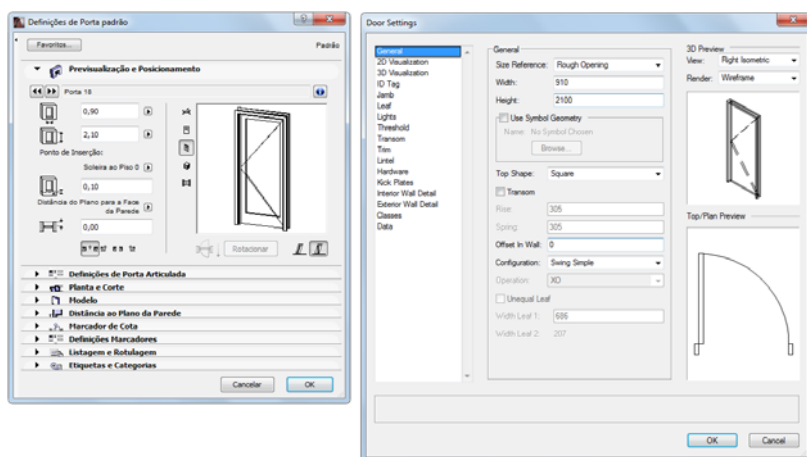 Definições de Porta padrão
Favoritos...
Padrão
Previsualização e Posicionamento
Porta 18
0,90
2,10
Ponto de Inserção:
Soleira ao Piso 0
0,10
Distância do Plano para a Face da Parede
0,00
Rotacionar
Definições de Porta Articulada
Planta e Corte
Modelo
Distância ao Plano da Parede
Marcador de Cota
Definições Marcadores
Listagem e Rotulagem
Etiquetas e Categorias
Cancelar
OK
Door Settings
General
2D Visualization
3D Visualization
ID Tag
Jamb
Leaf
Lights
Threshold
Transom
Trim
Lintel
Hardware
Kick Plates
Interior Wall Detail
Exterior Wall Detail
Classes
Data
General
Size Reference: Rough Opening
Width: 910
Height: 2100
Use Symbol Geometry
Name: No Symbol Chosen
Browse...
Top Shape: Square
Transom
Rise: 305
Spring: 305
Offset In Wall: 0
Configuration: Swing Simple
Operation: XO
Unequal Leaf
Width Leaf 1: 686
Width Leaf 2: 207
3D Preview
View: Right Isometric
Render: Wireframe
Top/Plan Preview
OK
Cancel